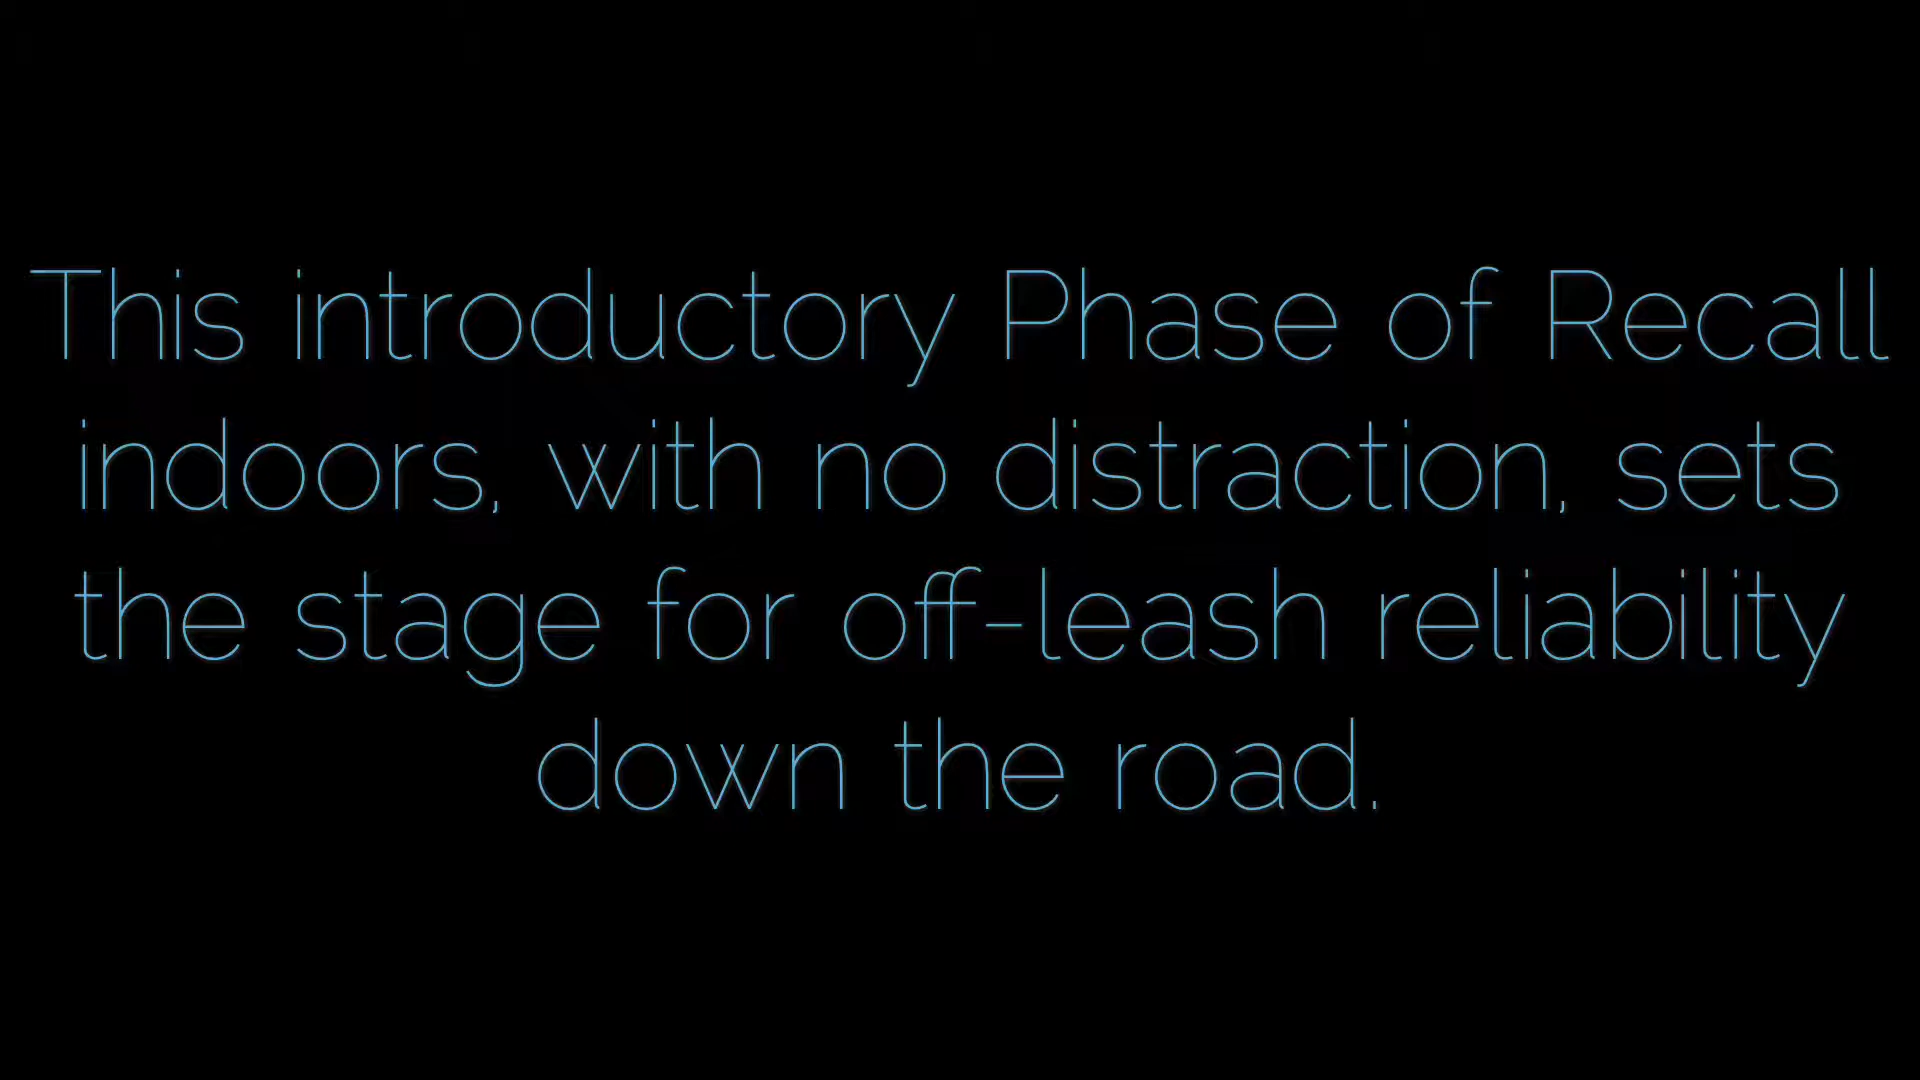 This introductory Phase of Recall
indoors, with no distraction, sets
the stage for off-leash reliability
down the road.